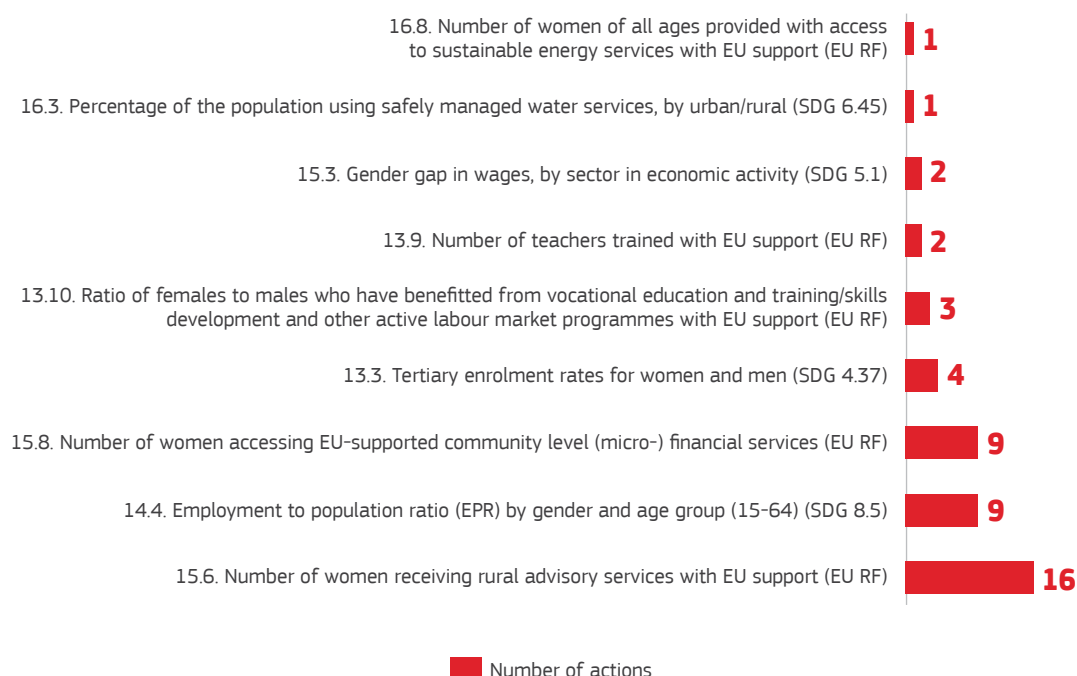 16.8. Number of women of all ages provided with access
to sustainable energy services with EU support (EU RF)
1
16.3. Percentage of the population using safely managed water services, by urban/rural (SDG 6.45)
1
15.3. Gender gap in wages, by sector in economic activity (SDG 5.1)
2
13.9. Number of teachers trained with EU support (EU RF)
2
13.10. Ratio of females to males who have benefitted from vocational education and training/skills
development and other active labour market programmes with EU support (EU RF)
3
13.3. Tertiary enrolment rates for women and men (SDG 4.37)
4
15.8. Number of women accessing EU-supported community level (micro-) financial services (EU RF)
9
14.4. Employment to population ratio (EPR) by gender and age group (15-64) (SDG 8.5)
9
15.6. Number of women receiving rural advisory services with EU support (EU RF)
16
Number of actions